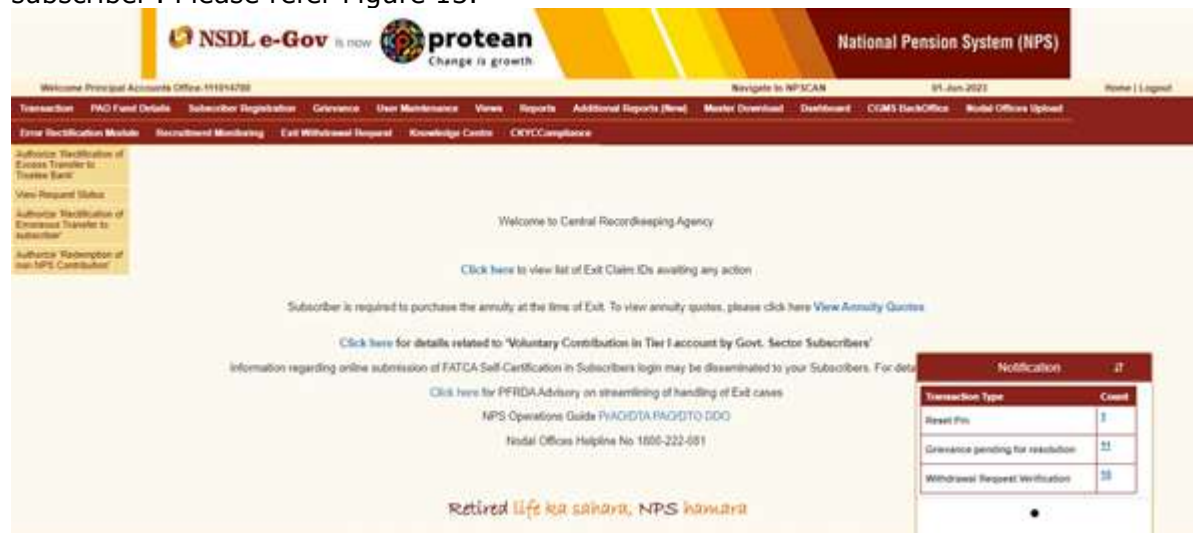 subscriber'. Please refer Figure 15.
NSDL e-Gov is now protean
Change is growth
National Pension System (NPS)
Welcome Principal Accounts Office-111014700 Navigate to NPSCAN 01-Jun-2023 Home | Logout
Transaction PAO Fund Details Subscriber Registration Grievance User Maintenance Views Reports Additional Reports (New) Master Download Dashboard CGMS BackOffice Nodal Offices Upload
Error Rectification Module Recruitment Monitoring Exit Withdrawal Request Knowledge Centre CKYCCompliance
Authorize 'Rectification of
Excess Transfer to
Trustee Bank'
View Request Status
Authorize 'Rectification of
Erroneous Transfer to
subscriber'
Authorize 'Redemption of
non NPS Contribution'
Welcome to Central Recordkeeping Agency
Click here to view list of Exit Claim IDs awaiting any action
Subscriber is required to purchase the annuity at the time of Exit. To view annuity quotes, please click here View Annuity Quotes
Click here for details related to 'Voluntary Contribution in Tier I account by Govt. Sector Subscribers'
Information regarding online submission of FATCA Self-Certification in Subscribers login may be disseminated to your Subscribers. For deta
Click here for PFRDA Advisory on streamlining of handling of Exit cases
NPS Operations Guide PrAO/DTA PAO/DTO DDO
Nodal Offices Helpline No 1800-222-081
Retired life ka sahara, NPS hamara
Notification
Transaction Type Count
Reset Pin
Grievance pending for resolution
Withdrawal Request Verification